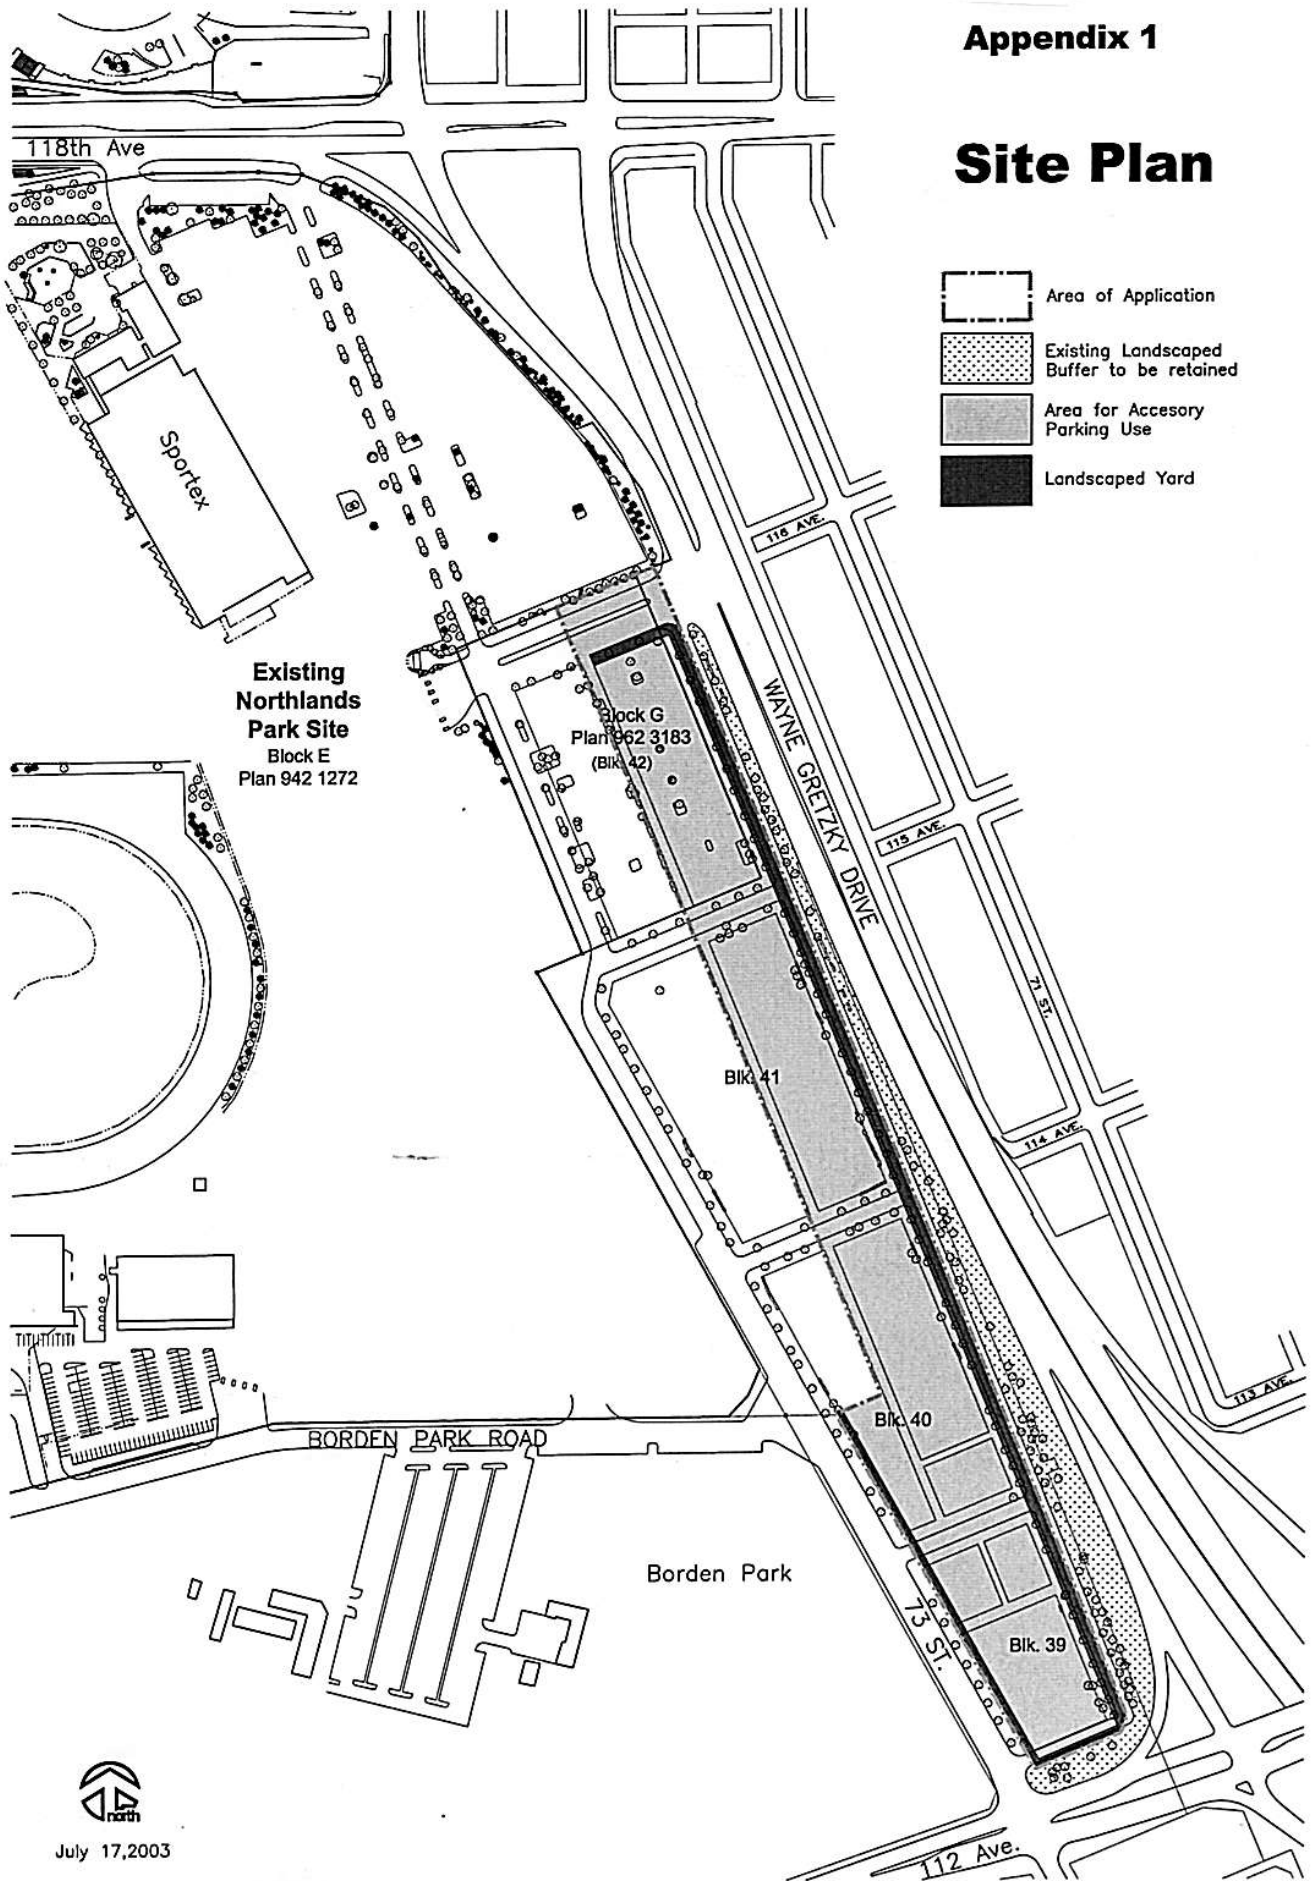 Appendix 1
Site Plan
118th Ave
Area of Application
Existing Landscaped
Buffer to be retained
Area for Accesory
Parking Use
Landscaped Yard
Sportex
116 AVE.
Existing
Northlands
Park Site
Block E
Plan 942 1272
Block G
Plan 962 3183
(Blk. 42)
WAYNE GRETZKY DRIVE
115 AVE.
71 ST.
Blk. 41
114 AVE.
113 AVE.
Blk. 40
BORDEN PARK ROAD
Borden Park
73 ST.
Blk. 39
north
July 17,2003
112 Ave.